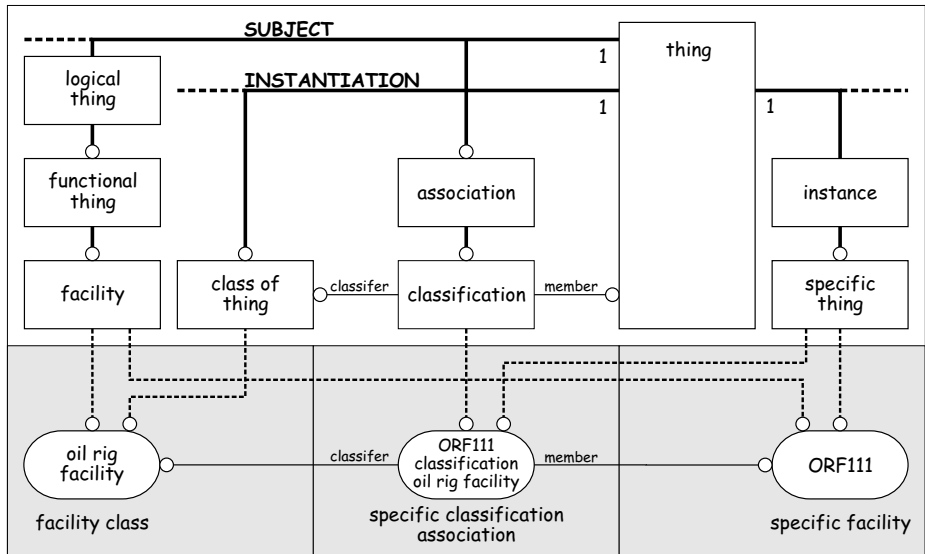 SUBJECT
1
thing
logical
thing
INSTANTIATION
1
1
functional
thing
association
instance
facility
class of
thing
classifer
classification
member
specific
thing
oil rig
facility
classifer
ORF111
classification
oil rig facility
member
ORF111
facility class
specific classification
association
specific facility